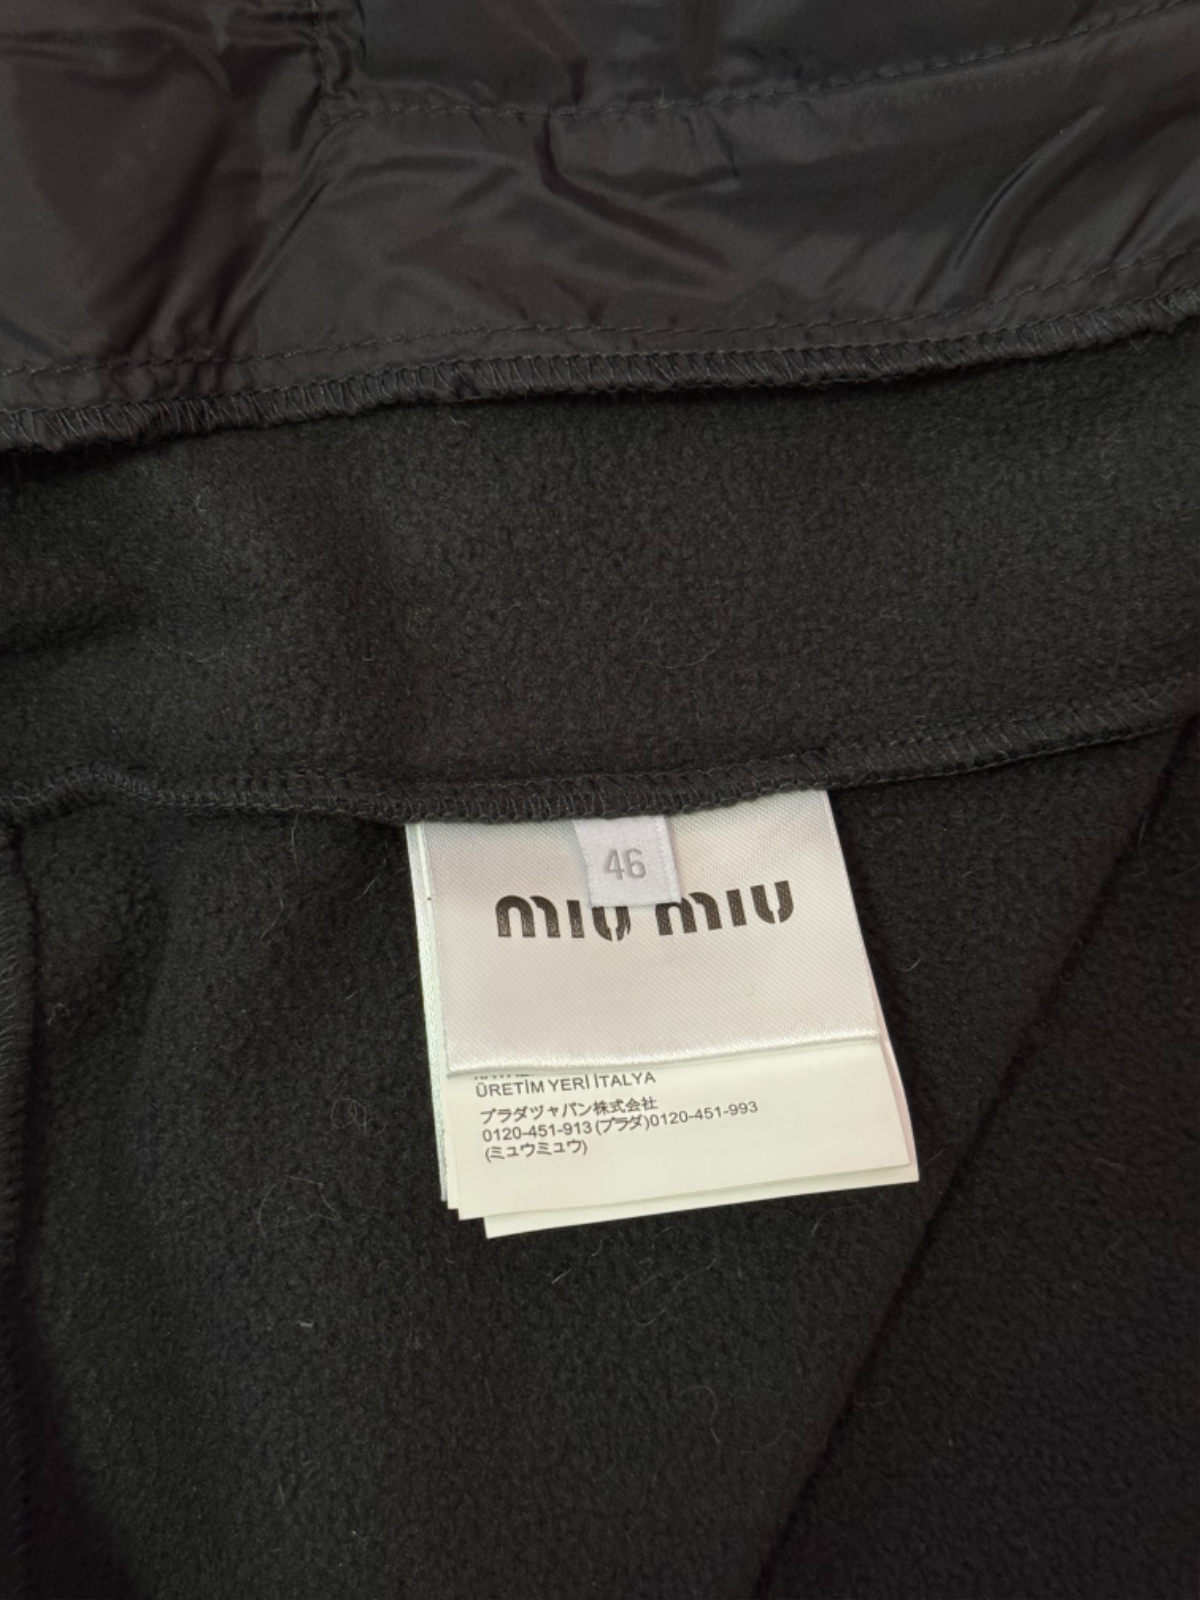 46
miu miu
ÜRETİM YERİ İTALYA
プラダジャパン株式会社
0120-451-913 (プラダ)0120-451-993
(ミュウミュウ)